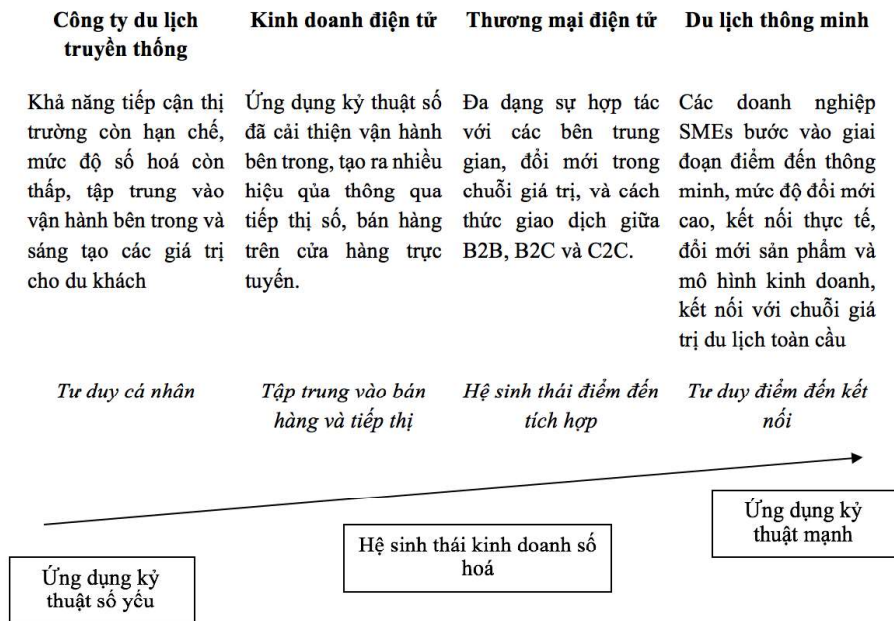 Công ty du lịch
truyền thống
Khả năng tiếp cận thị
trường còn hạn chế,
mức độ số hoá còn
thấp, tập trung vào
vận hành bên trong và
sáng tạo các giá trị
cho du khách
Tư duy cá nhân
Kinh doanh điện tử
Ứng dụng kỷ thuật số
đã cải thiện vận hành
bên trong, tạo ra nhiều
hiệu qủa thông qua
tiếp thị số, bán hàng
trên cửa hàng trực
tuyến.
Tập trung vào bán
hàng và tiếp thị
Thương mại điện tử
Đa dạng sự hợp tác
với các bên trung
gian, đổi mới trong
chuỗi giá trị, và cách
thức giao dịch giữa
B2B, B2C và C2C.
Hệ sinh thái điểm đến
tích hợp
Du lịch thông minh
Các doanh nghiệp
SMEs bước vào giai
đoạn điểm đến thông
minh, mức độ đổi mới
cao, kết nối thực tế,
đổi mới sản phẩm và
mô hình kinh doanh,
kết nối với chuỗi giá
trị du lịch toàn cầu
Tư duy điểm đến kết
nối
Ứng dụng kỷ
thuật số yếu
Hệ sinh thái kinh doanh số
hoá
Ứng dụng kỷ
thuật mạnh